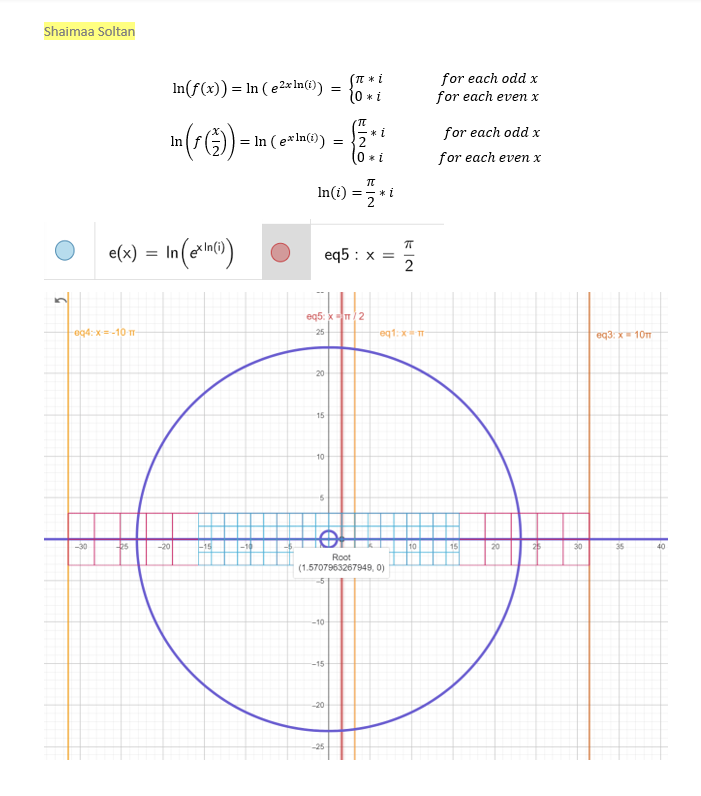 Shaimaa Soltan
ln(f(x)) = ln ( e^{2x ln(i)}) = { π * i for each odd x
0 * i for each even x
ln(f(x/2)) = ln ( e^{x ln(i)}) = { π/2 * i for each odd x
0 * i for each even x
ln(i) = π/2 * i
e(x) = ln(e^{x ln(i)}) eq5 : x = π/2
eq5: x = π / 2
eq4: x = -10 π eq1: x = π eq3: x = 10π
25
20
15
10
5
-30 -25 -20 -15 -10 -5 5 10 15 20 25 30 35 40
Root
(1.5707963267949, 0)
-5
-10
-15
-20
-25